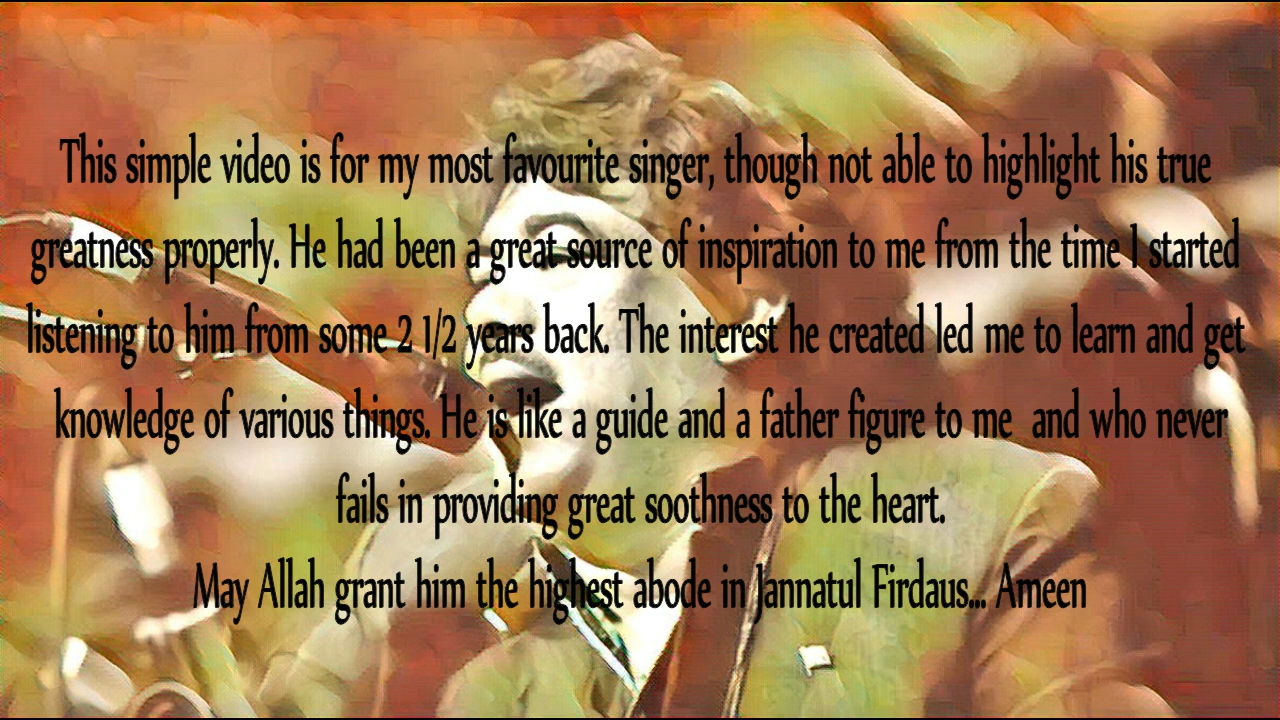 This simple video is for my most favourite singer, though not able to highlight his true
greatness properly. He had been a great source of inspiration to me from the time I started
listening to him from some 2 1/2 years back. The interest he created led me to learn and get
knowledge of various things. He is like a guide and a father figure to me  and who never
fails in providing great soothness to the heart.
May Allah grant him the highest abode in Jannatul Firdaus... Ameen